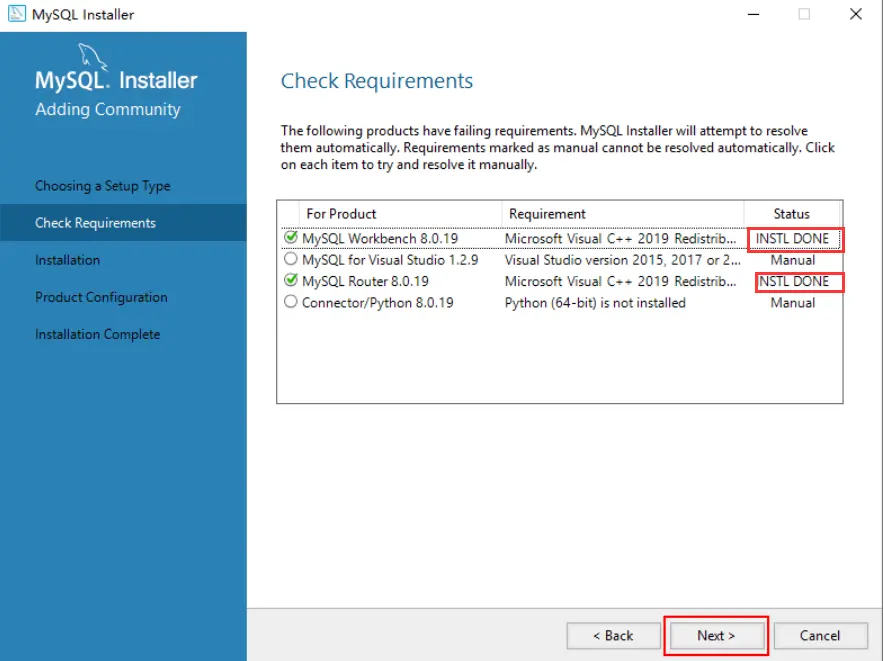 MySQL Installer
MySQL. Installer
Adding Community
Choosing a Setup Type
Check Requirements
Installation
Product Configuration
Installation Complete
Check Requirements
The following products have failing requirements. MySQL Installer will attempt to resolve
them automatically. Requirements marked as manual cannot be resolved automatically. Click
on each item to try and resolve it manually.
For Product Requirement Status
MySQL Workbench 8.0.19 Microsoft Visual C++ 2019 Redistrib... INSTL DONE
MySQL for Visual Studio 1.2.9 Visual Studio version 2015, 2017 or 2... Manual
MySQL Router 8.0.19 Microsoft Visual C++ 2019 Redistrib... NSTL DONE
Connector/Python 8.0.19 Python (64-bit) is not installed Manual
< Back Next > Cancel